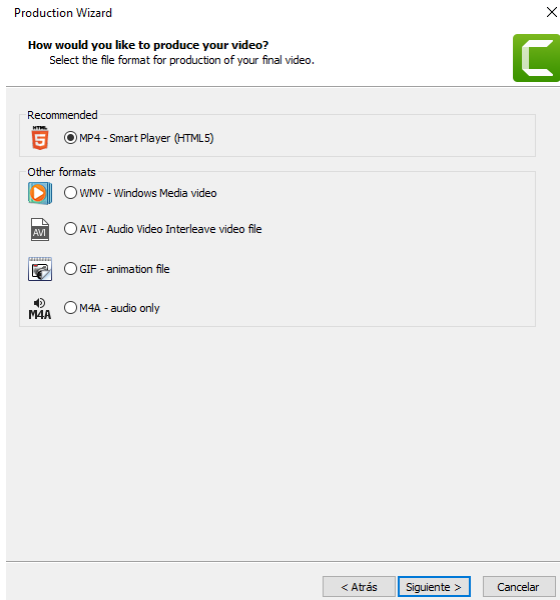 Production Wizard
How would you like to produce your video?
Select the file format for production of your final video.
Recommended
HTML
5
MP4 - Smart Player (HTML5)
Other formats
WMV - Windows Media video
AVI
AVI - Audio Video Interleave video file
GIF - animation file
M4A
M4A - audio only
< Atrás
Siguiente >
Cancelar